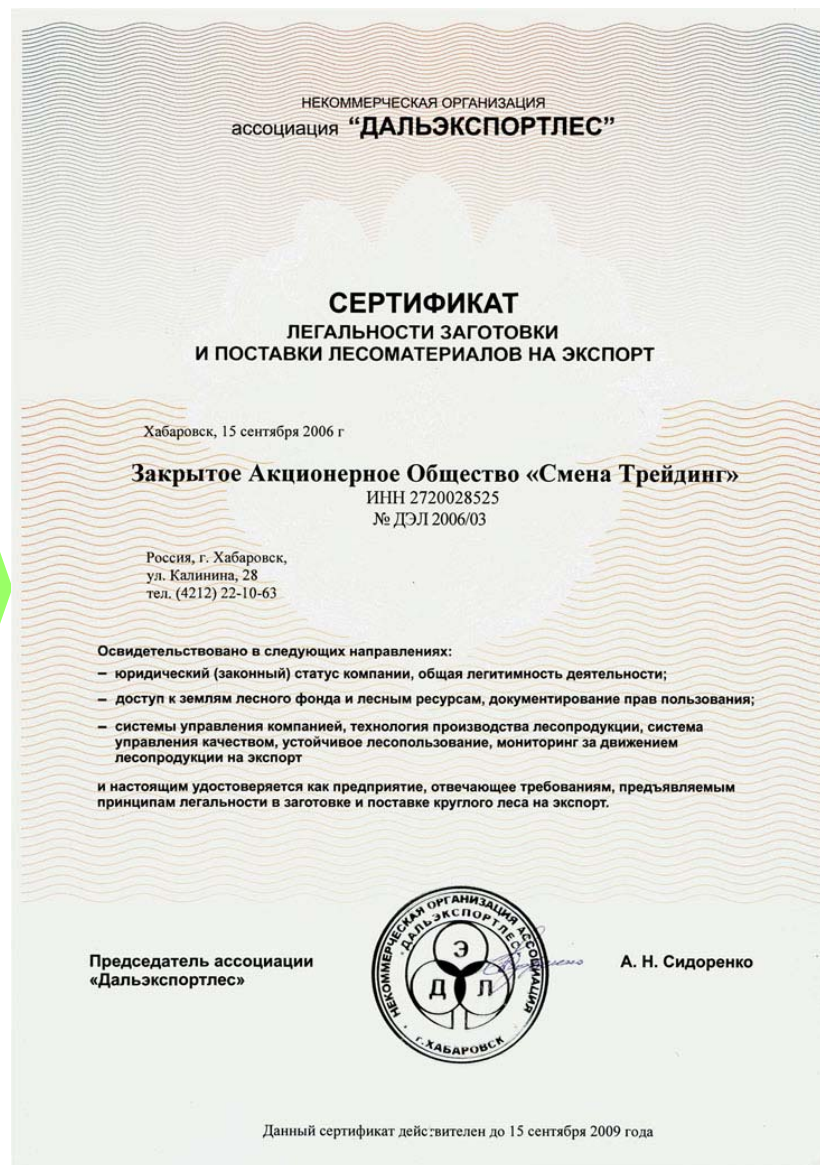 НЕКОММЕРЧЕСКАЯ ОРГАНИЗАЦИЯ
ассоциация "ДАЛЬЭКСПОРТЛЕС"
СЕРТИФИКАТ
ЛЕГАЛЬНОСТИ ЗАГОТОВКИ
И ПОСТАВКИ ЛЕСОМАТЕРИАЛОВ НА ЭКСПОРТ
Хабаровск, 15 сентября 2006 г
Закрытое Акционерное Общество «Смена Трейдинг»
ИНН 2720028525
№ ДЭЛ 2006/03
Россия, г. Хабаровск,
ул. Калинина, 28
тел. (4212) 22-10-63
Освидетельствовано в следующих направлениях:
– юридический (законный) статус компании, общая легитимность деятельности;
– доступ к землям лесного фонда и лесным ресурсам, документирование прав пользования;
– системы управления компанией, технология производства лесопродукции, система
управления качеством, устойчивое лесопользование, мониторинг за движением
лесопродукции на экспорт
и настоящим удостоверяется как предприятие, отвечающее требованиям, предъявляемым
принципам легальности в заготовке и поставке круглого леса на экспорт.
Председатель ассоциации
«Дальэкспортлес»
НЕКОММЕРЧЕСКАЯ ОРГАНИЗАЦИЯ АССОЦИАЦИЯ
"ДАЛЬЭКСПОРТЛЕС"
Э
Д Л
г. ХАБАРОВСК
А. Н. Сидоренко
Данный сертификат действителен до 15 сентября 2009 года